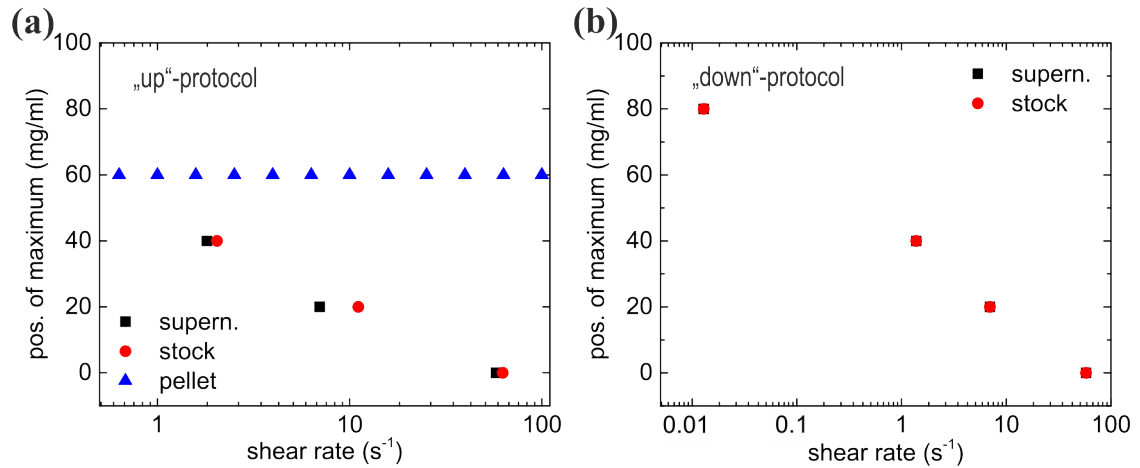 (a)
100
80
60
40
20
0
pos. of maximum (mg/ml)
„up“-protocol
supern.
stock
pellet
1
10
100
shear rate (s⁻¹)
(b)
100
80
60
40
20
0
pos. of maximum (mg/ml)
„down“-protocol
supern.
stock
0.01
0.1
1
10
100
shear rate (s⁻¹)